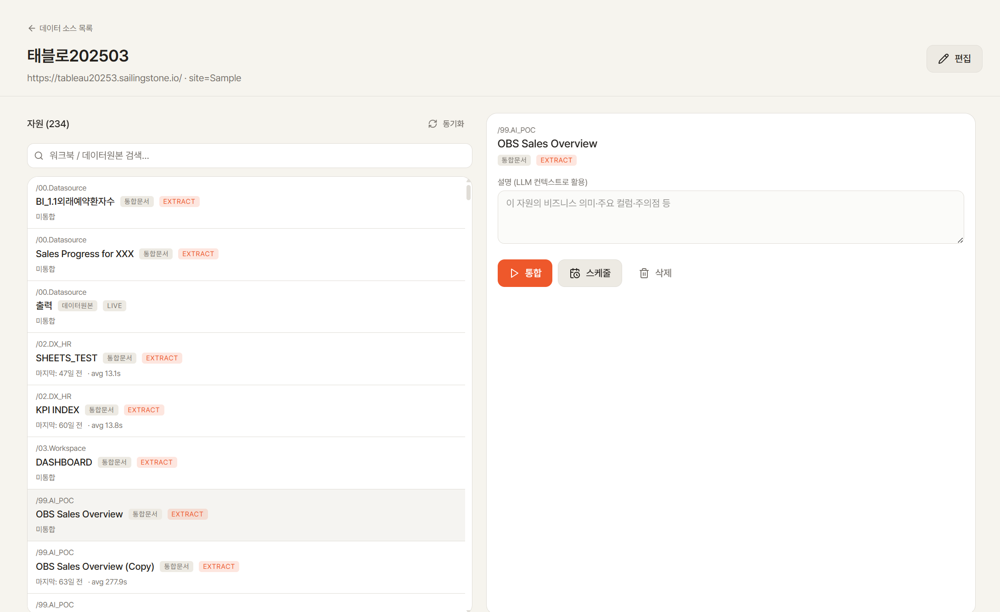 데이터 소스 목록
태블로202503
https://tableau20253.sailingstone.io/ · site=Sample
편집
자원 (234)
동기화
워크북 / 데이터원본 검색...
/00.Datasource
BI_1.1외래예약환자수 통합문서 EXTRACT
미통합
/00.Datasource
Sales Progress for XXX 통합문서 EXTRACT
미통합
/00.Datasource
출력 데이터원본 LIVE
미통합
/02.DX_HR
SHEETS_TEST 통합문서 EXTRACT
마지막: 47일 전 · avg 13.1s
/02.DX_HR
KPI INDEX 통합문서 EXTRACT
마지막: 60일 전 · avg 13.8s
/03.Workspace
DASHBOARD 통합문서 EXTRACT
미통합
/99.AI_POC
OBS Sales Overview 통합문서 EXTRACT
미통합
/99.AI_POC
OBS Sales Overview (Copy) 통합문서 EXTRACT
마지막: 63일 전 · avg 277.9s
/99.AI_POC
/99.AI_POC
OBS Sales Overview
통합문서 EXTRACT
설명 (LLM 컨텍스트로 활용)
이 자원의 비즈니스 의미·주요 컬럼·주의점 등
통합 스케줄 삭제